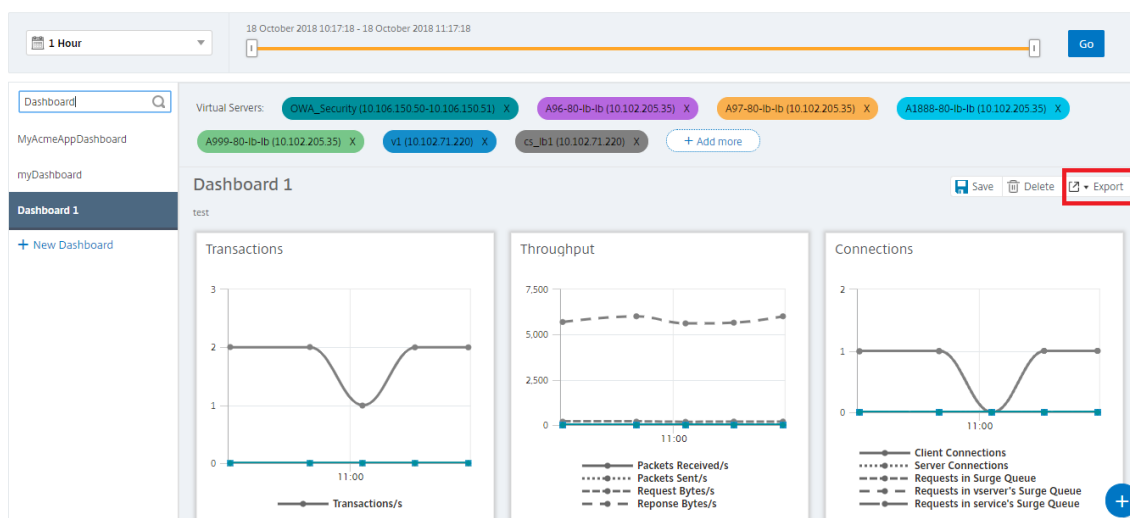 18 October 2018 10:17:18 - 18 October 2018 11:17:18
1 Hour
Go
Dashboard
Virtual Servers:
OWA_Security (10.106.150.50-10.106.150.51) X
A96-80-lb-lb (10.102.205.35) X
A97-80-lb-lb (10.102.205.35) X
A1888-80-lb-lb (10.102.205.35) X
MyAcmeAppDashboard
A999-80-lb-lb (10.102.205.35) X
v1 (10.102.71.220) X
cs_lb1 (10.102.71.220) X
+ Add more
myDashboard
Dashboard 1
Save
Delete
Export
Dashboard 1
test
+ New Dashboard
Transactions
3
2
1
0
11:00
Transactions/s
Throughput
7,500
5,000
2,500
0
11:00
Packets Received/s
Packets Sent/s
Request Bytes/s
Reponse Bytes/s
Connections
2
1
0
11:00
Client Connections
Server Connections
Requests in Surge Queue
Requests in vserver's Surge Queue
Requests in service's Surge Queue
+